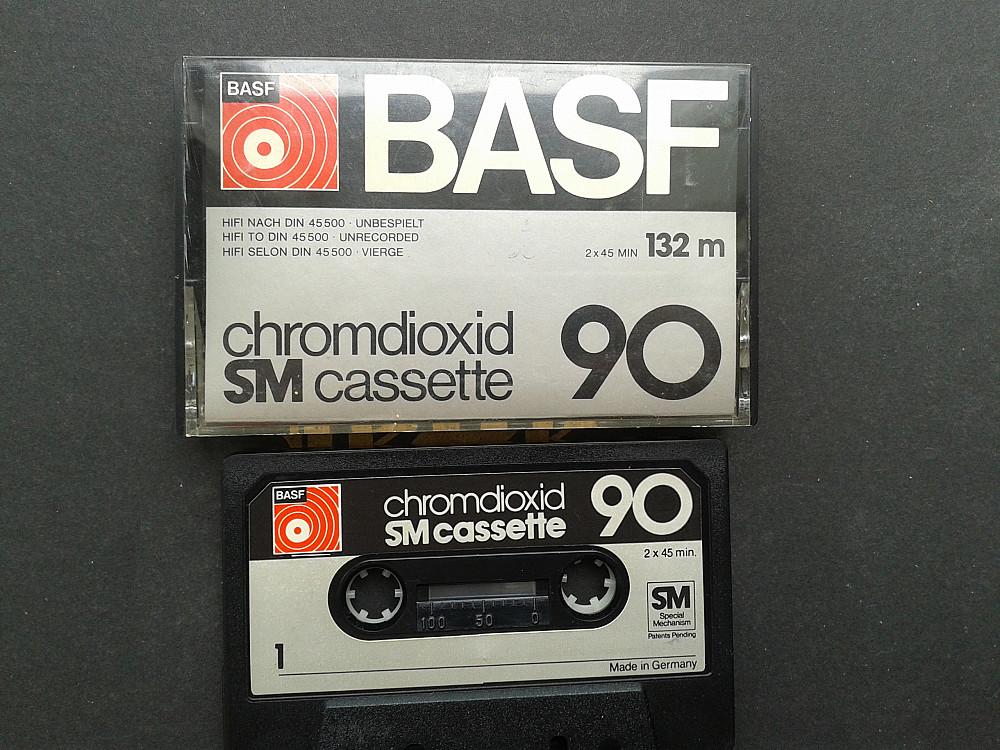 BASF
BASF
HIFI NACH DIN 45500 · UNBESPIELT
HIFI TO DIN 45500 · UNRECORDED
HIFI SELON DIN 45500 · VIERGE
2 x 45 MIN 132 m
chromdioxid
SM cassette
90
BASF
chromdioxid
SM cassette
90
2 x 45 min.
100 50 0
SM
Special
Mechanism
Patents Pending
1
Made in Germany